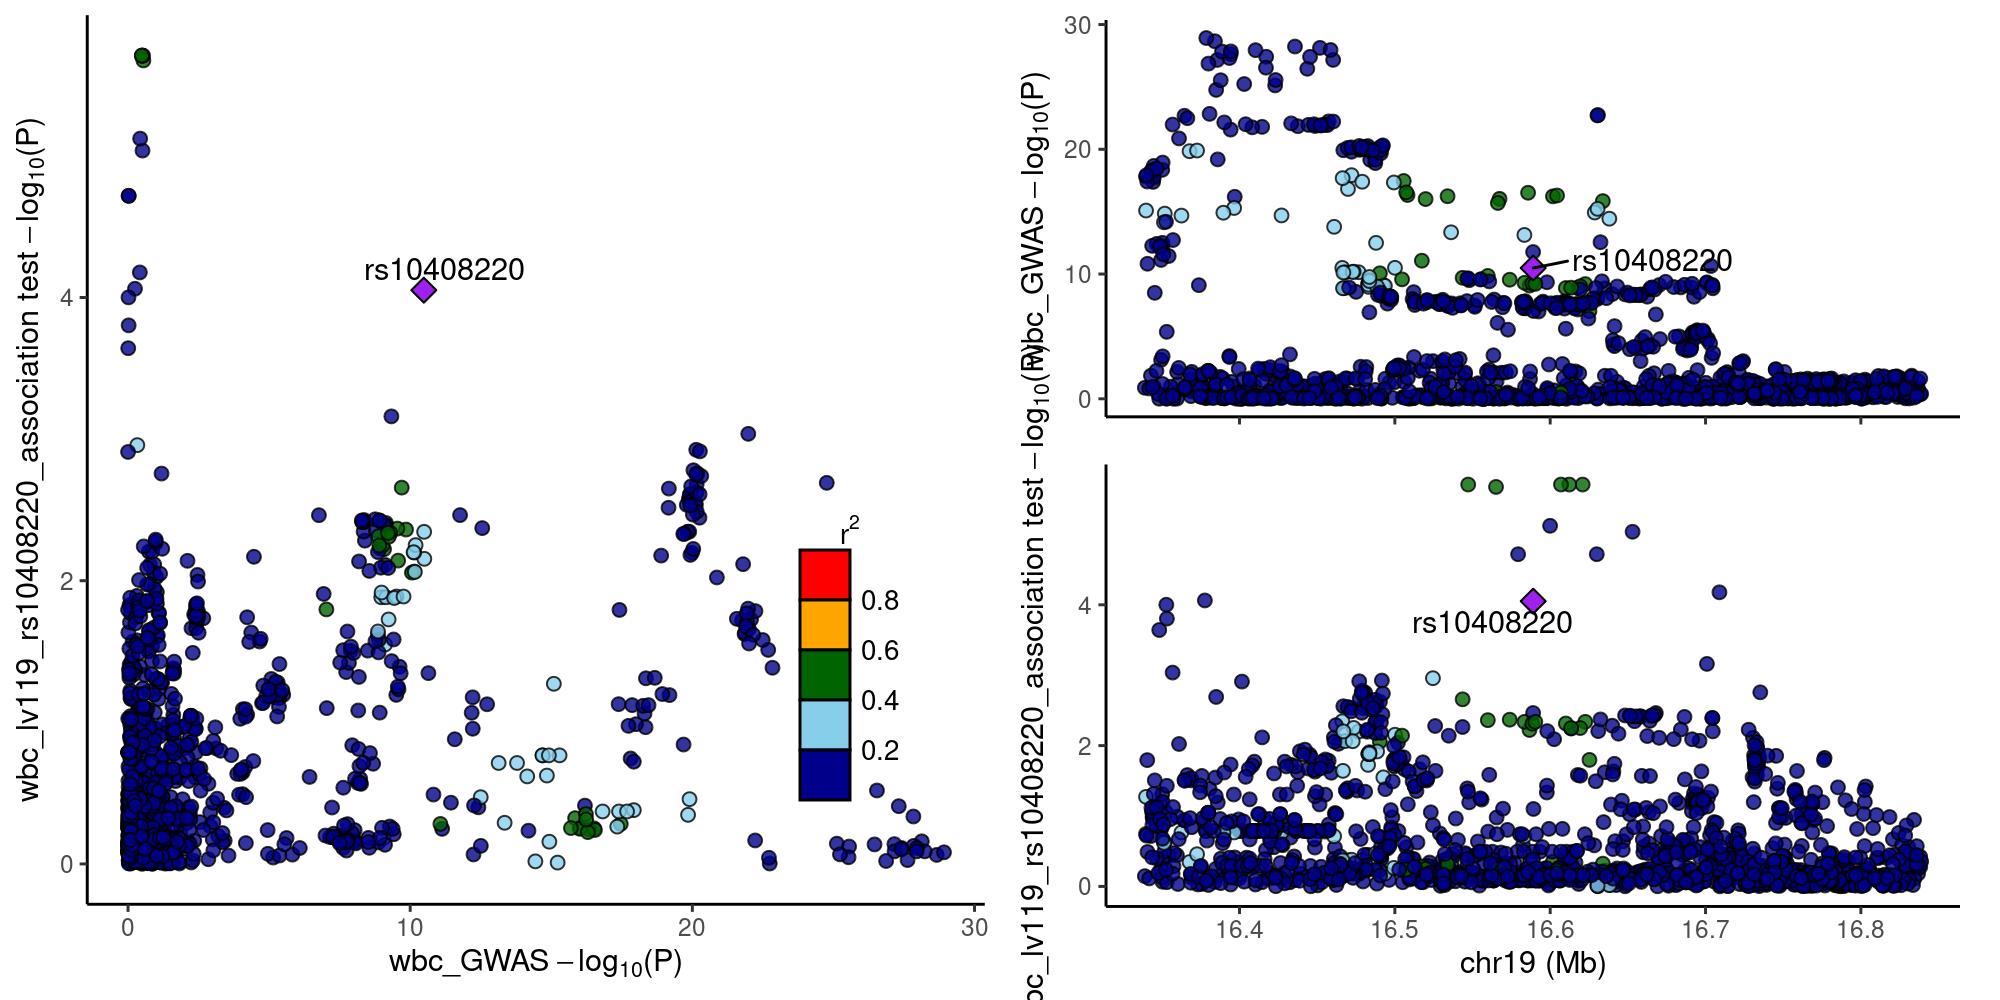 wbc_lv119_rs10408220_association test −log10(P)
4
2
0
rs10408220
r2
0.8
0.6
0.4
0.2
0
10
20
30
wbc_GWAS −log10(P)
wbc_GWAS −log10(P)
30
20
10
0
rs10408220
bc_lv119_rs10408220_association test −log10(P)
4
2
0
rs10408220
16.4
16.5
16.6
16.7
16.8
chr19 (Mb)